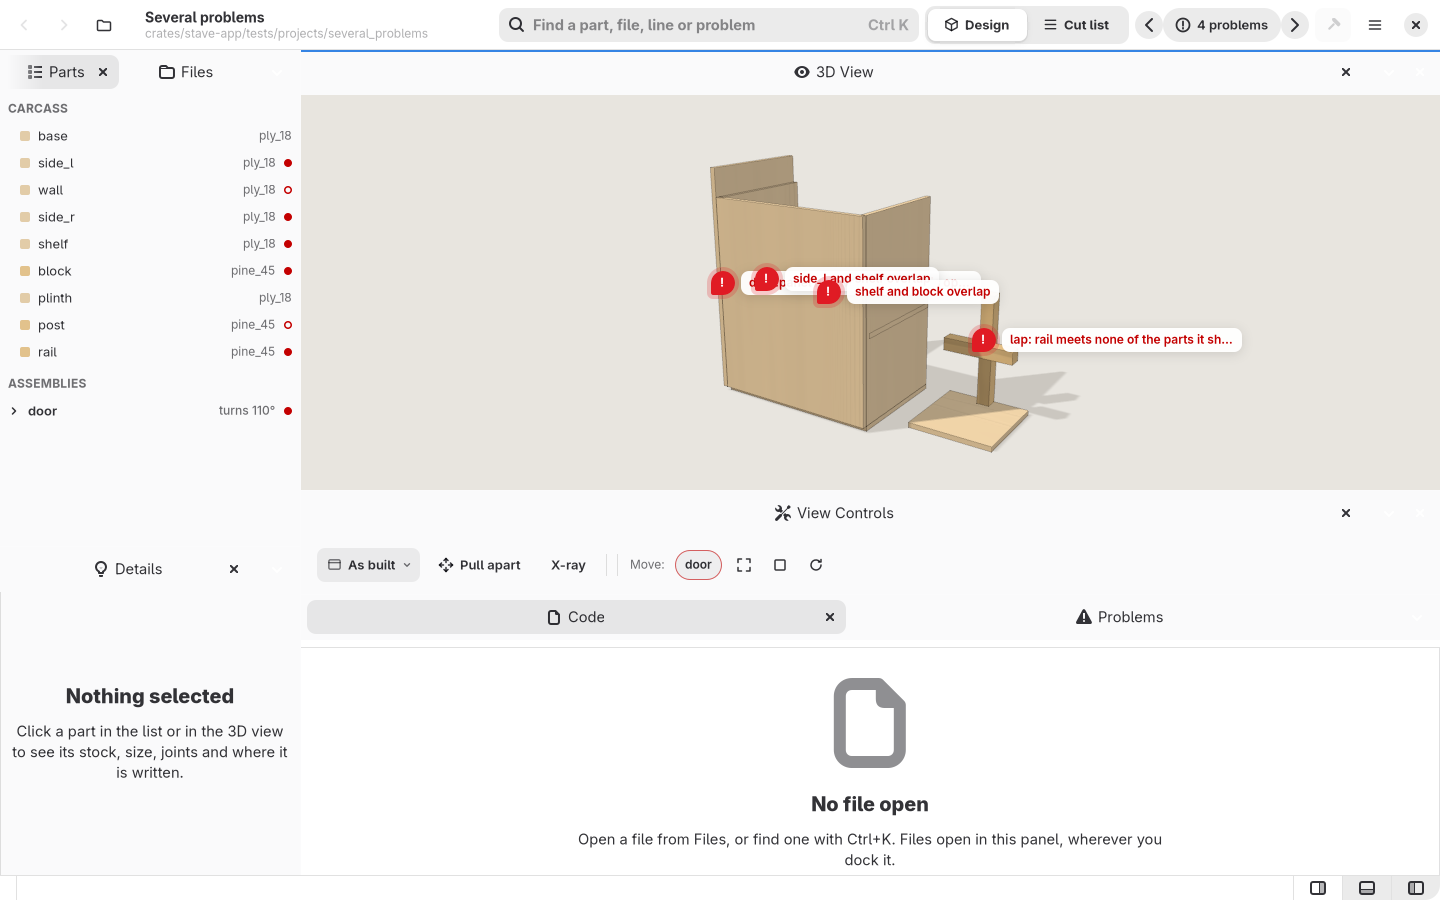 Several problems
crates/stave-app/tests/projects/several_problems
Find a part, file, line or problem
Ctrl K
Design
Cut list
4 problems
Parts
Files
3D View
CARCASS
base ply_18
side_l ply_18
wall ply_18
side_r ply_18
shelf ply_18
block pine_45
plinth ply_18
post pine_45
rail pine_45
ASSEMBLIES
door turns 110°
side_l and shelf overlap
shelf and block overlap
lap: rail meets none of the parts it sh…
View Controls
As built
Pull apart
X-ray
Move:
door
Details
Code
Problems
Nothing selected
Click a part in the list or in the 3D view
to see its stock, size, joints and where it
is written.
No file open
Open a file from Files, or find one with Ctrl+K. Files open in this panel, wherever you
dock it.